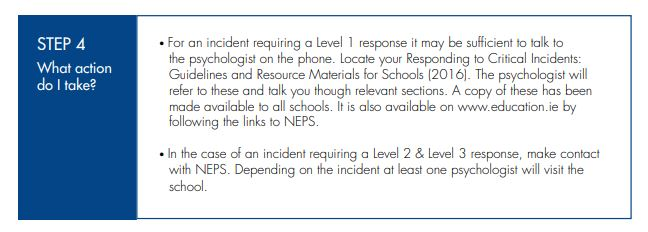 STEP 4
What action
do I take?
• For an incident requiring a Level 1 response it may be sufficient to talk to
the psychologist on the phone. Locate your Responding to Critical Incidents:
Guidelines and Resource Materials for Schools (2016). The psychologist will
refer to these and talk you though relevant sections. A copy of these has been
made available to all schools. It is also available on www.education.ie by
following the links to NEPS.
• In the case of an incident requiring a Level 2 & Level 3 response, make contact
with NEPS. Depending on the incident at least one psychologist will visit the
school.